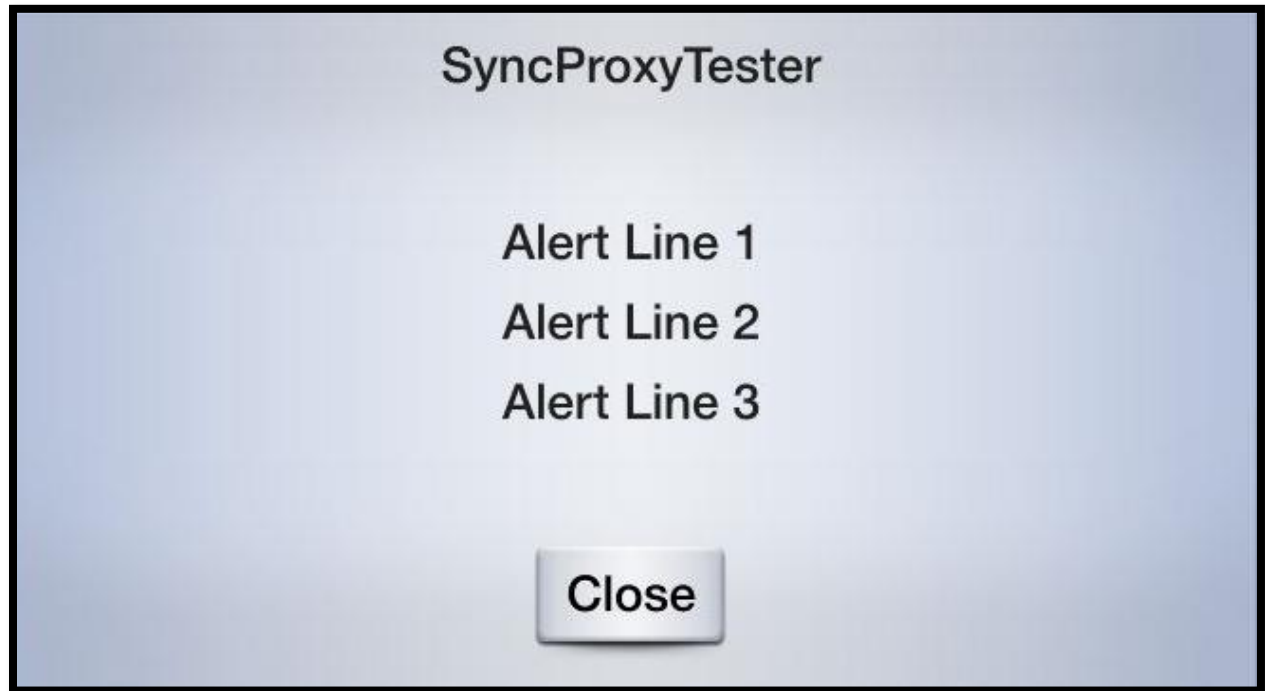 SyncProxyTester
Alert Line 1
Alert Line 2
Alert Line 3
Close